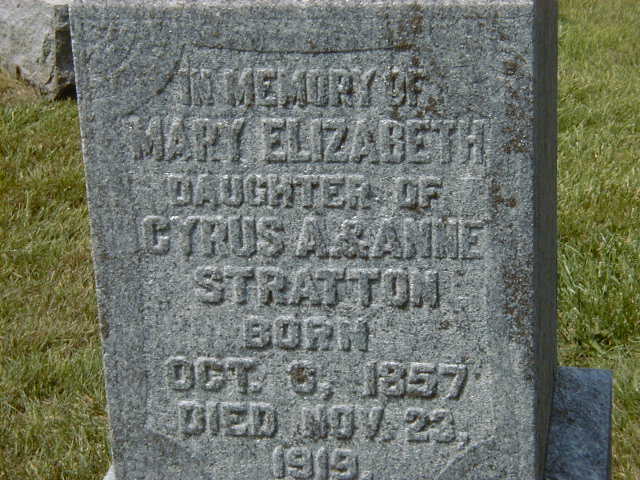 IN MEMORY OF
MARY ELIZABETH
DAUGHTER OF
CYRUS A. & ANNE
STRATTON
BORN
OCT. 6, 1857
DIED NOV. 23,
1919.